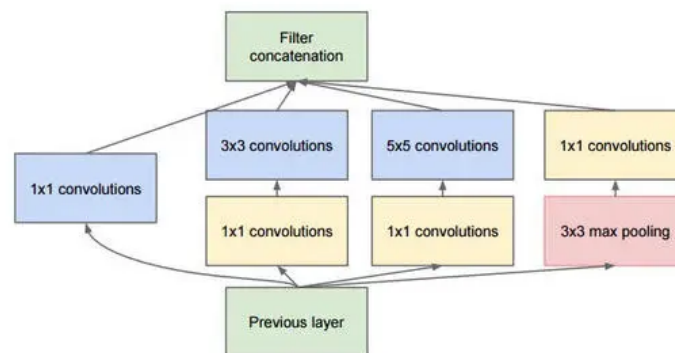 Filter
concatenation
3x3 convolutions
5x5 convolutions
1x1 convolutions
1x1 convolutions
1x1 convolutions
1x1 convolutions
3x3 max pooling
Previous layer